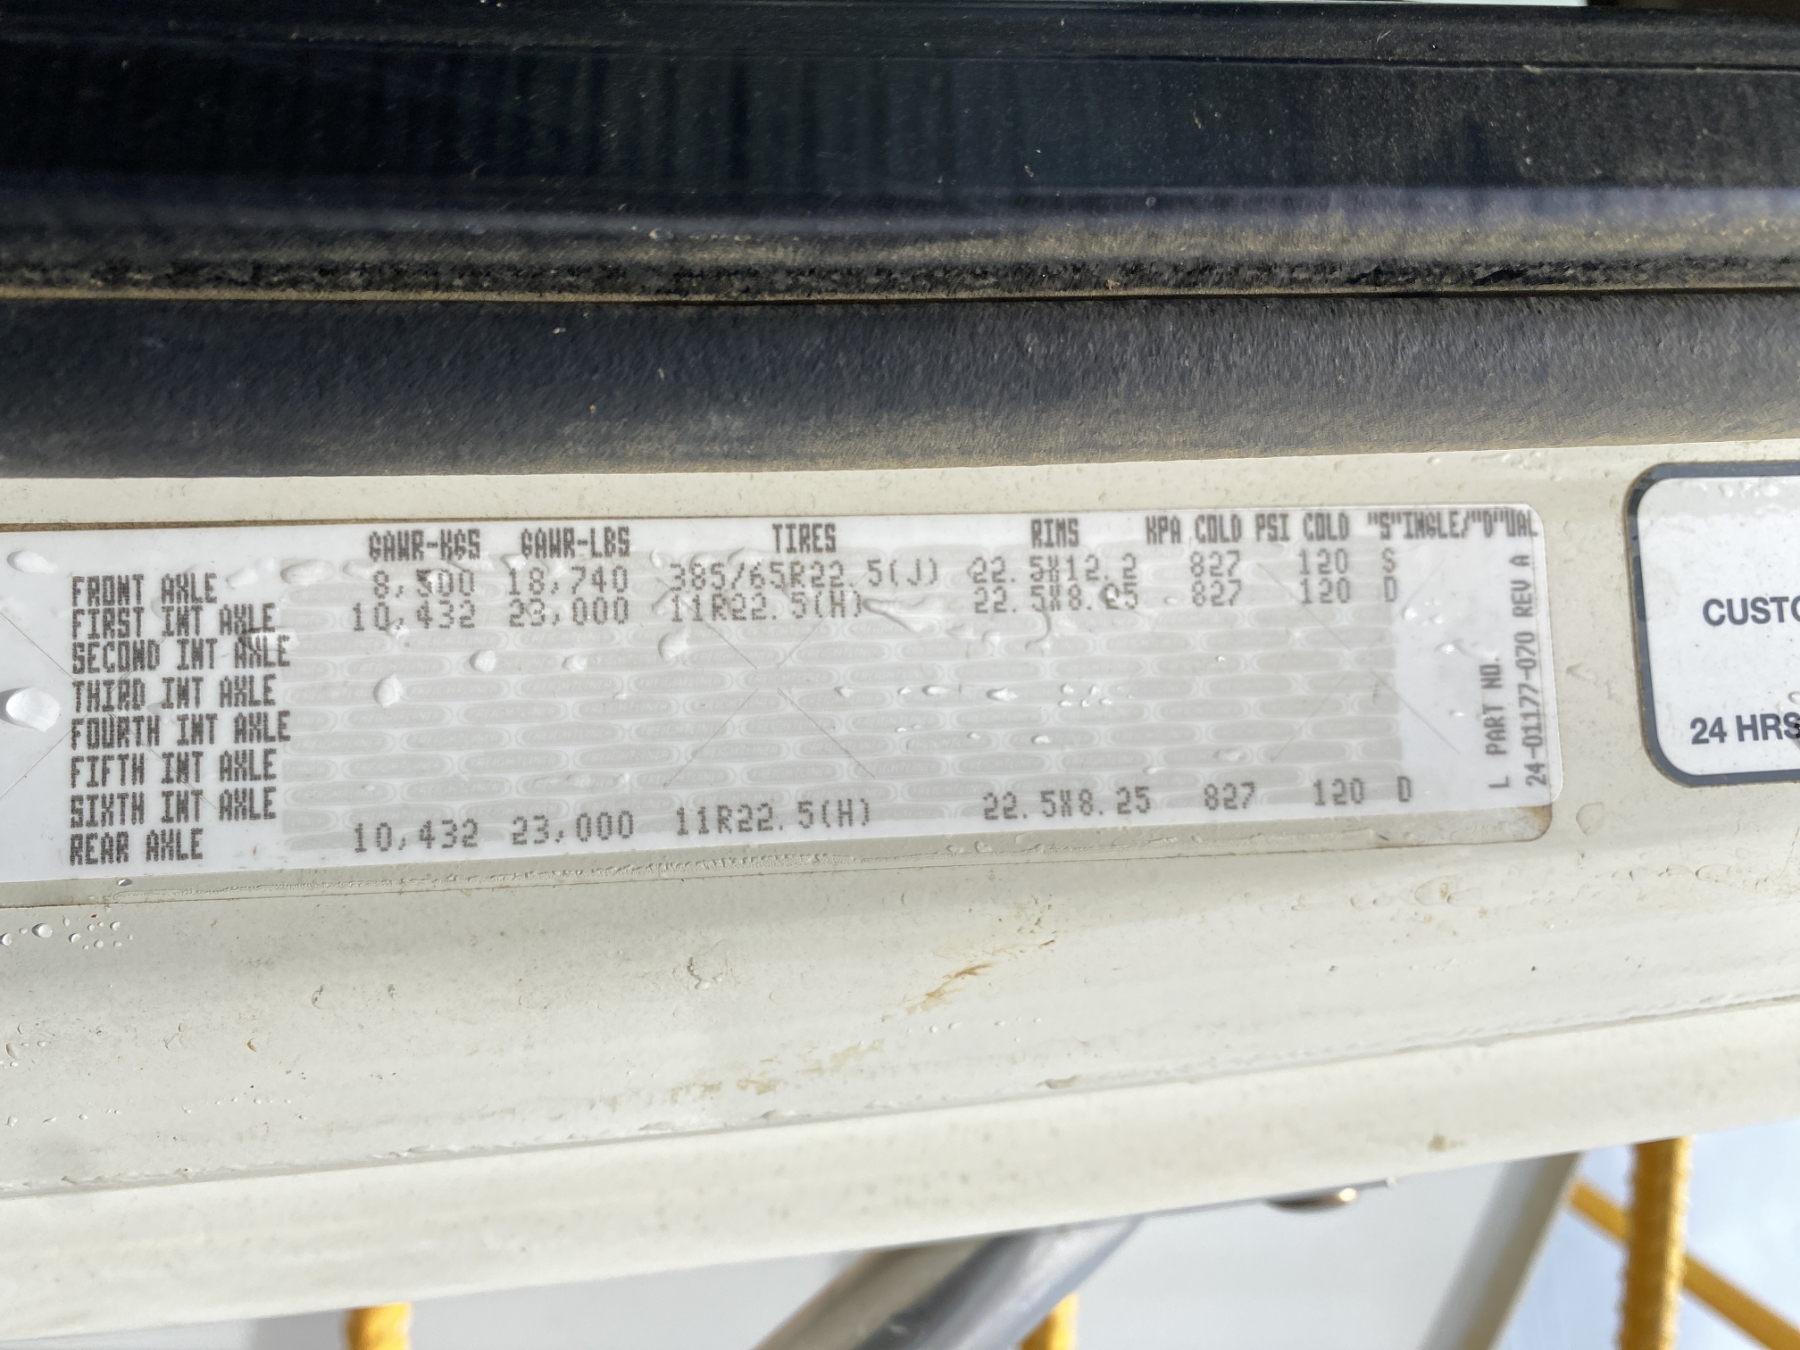 GAWR-KGS GAWR-LBS TIRES RIMS KPA COLD PSI COLD "S"INGLE/"D"UAL
FRONT AXLE 8,500 18,740 385/65R22.5(J) 22.5X12.2 827 120 S
FIRST INT AXLE 10,432 23,000 11R22.5(H) 22.5X8.25 827 120 D
SECOND INT AXLE
THIRD INT AXLE
FOURTH INT AXLE
FIFTH INT AXLE
SIXTH INT AXLE
REAR AXLE 10,432 23,000 11R22.5(H) 22.5X8.25 827 120 D
L PART NO.
24-01177-070 REV A
CUSTO
24 HRS